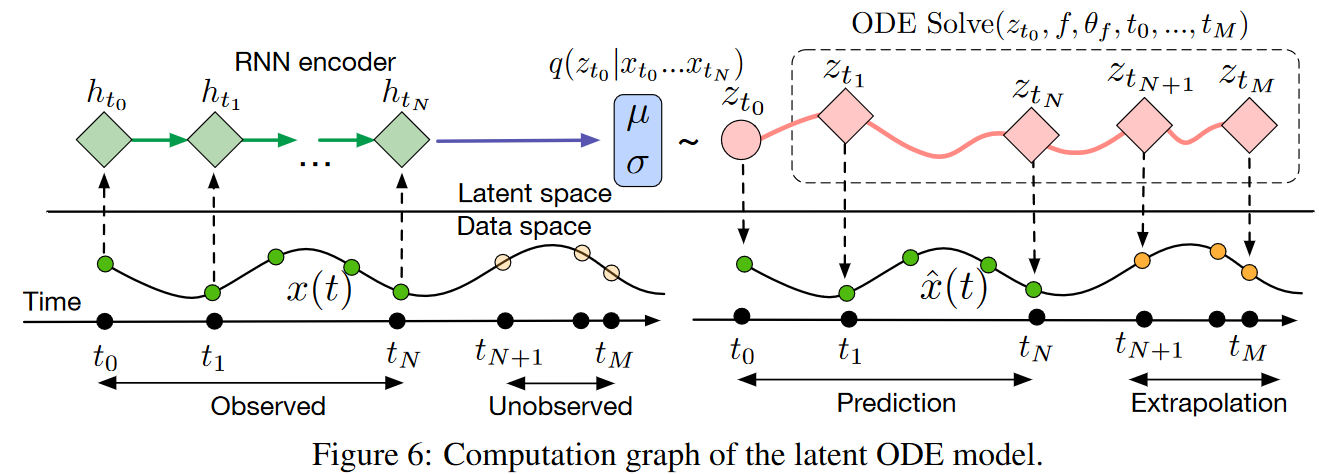 ODE Solve(z_{t_0}, f, θ_f, t_0, ..., t_M)
RNN encoder
q(z_{t_0}|x_{t_0}...x_{t_N})
h_{t_0} h_{t_1} h_{t_N}
z_{t_0} z_{t_1} z_{t_N} z_{t_{N+1}} z_{t_M}
...
μ
σ
~
Latent space
Data space
x(t)
x̂(t)
Time
t_0 t_1 t_N t_{N+1} t_M
t_0 t_1 t_N t_{N+1} t_M
Observed
Unobserved
Prediction
Extrapolation
Figure 6: Computation graph of the latent ODE model.